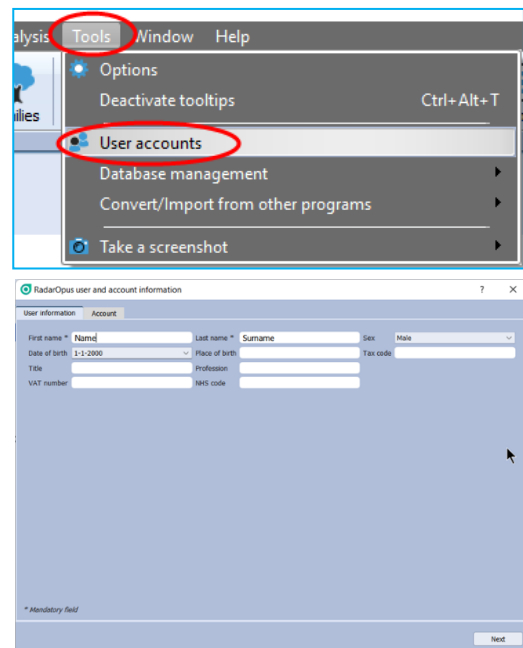 alysis Tools Window Help
ilies
Options
Deactivate tooltips Ctrl+Alt+T
User accounts
Database management
Convert/Import from other programs
Take a screenshot
RadarOpus user and account information ? ×
User information Account
First name * Name Last name * Surname Sex Male
Date of birth 1-1-2000 Place of birth Tax code
Title Profession
VAT number NHS code
* Mandatory field
Next